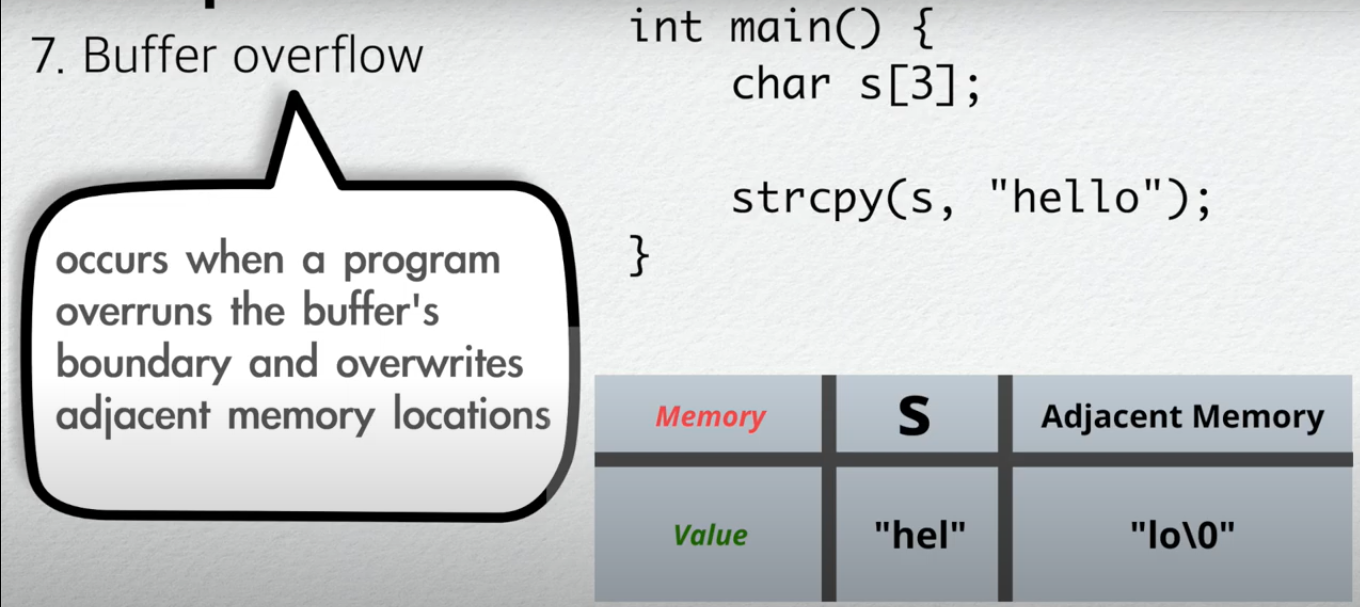 7. Buffer overflow
occurs when a program
overruns the buffer's
boundary and overwrites
adjacent memory locations
int main() {
char s[3];
strcpy(s, "hello");
}
Memory S Adjacent Memory
Value "hel" "lo\0"